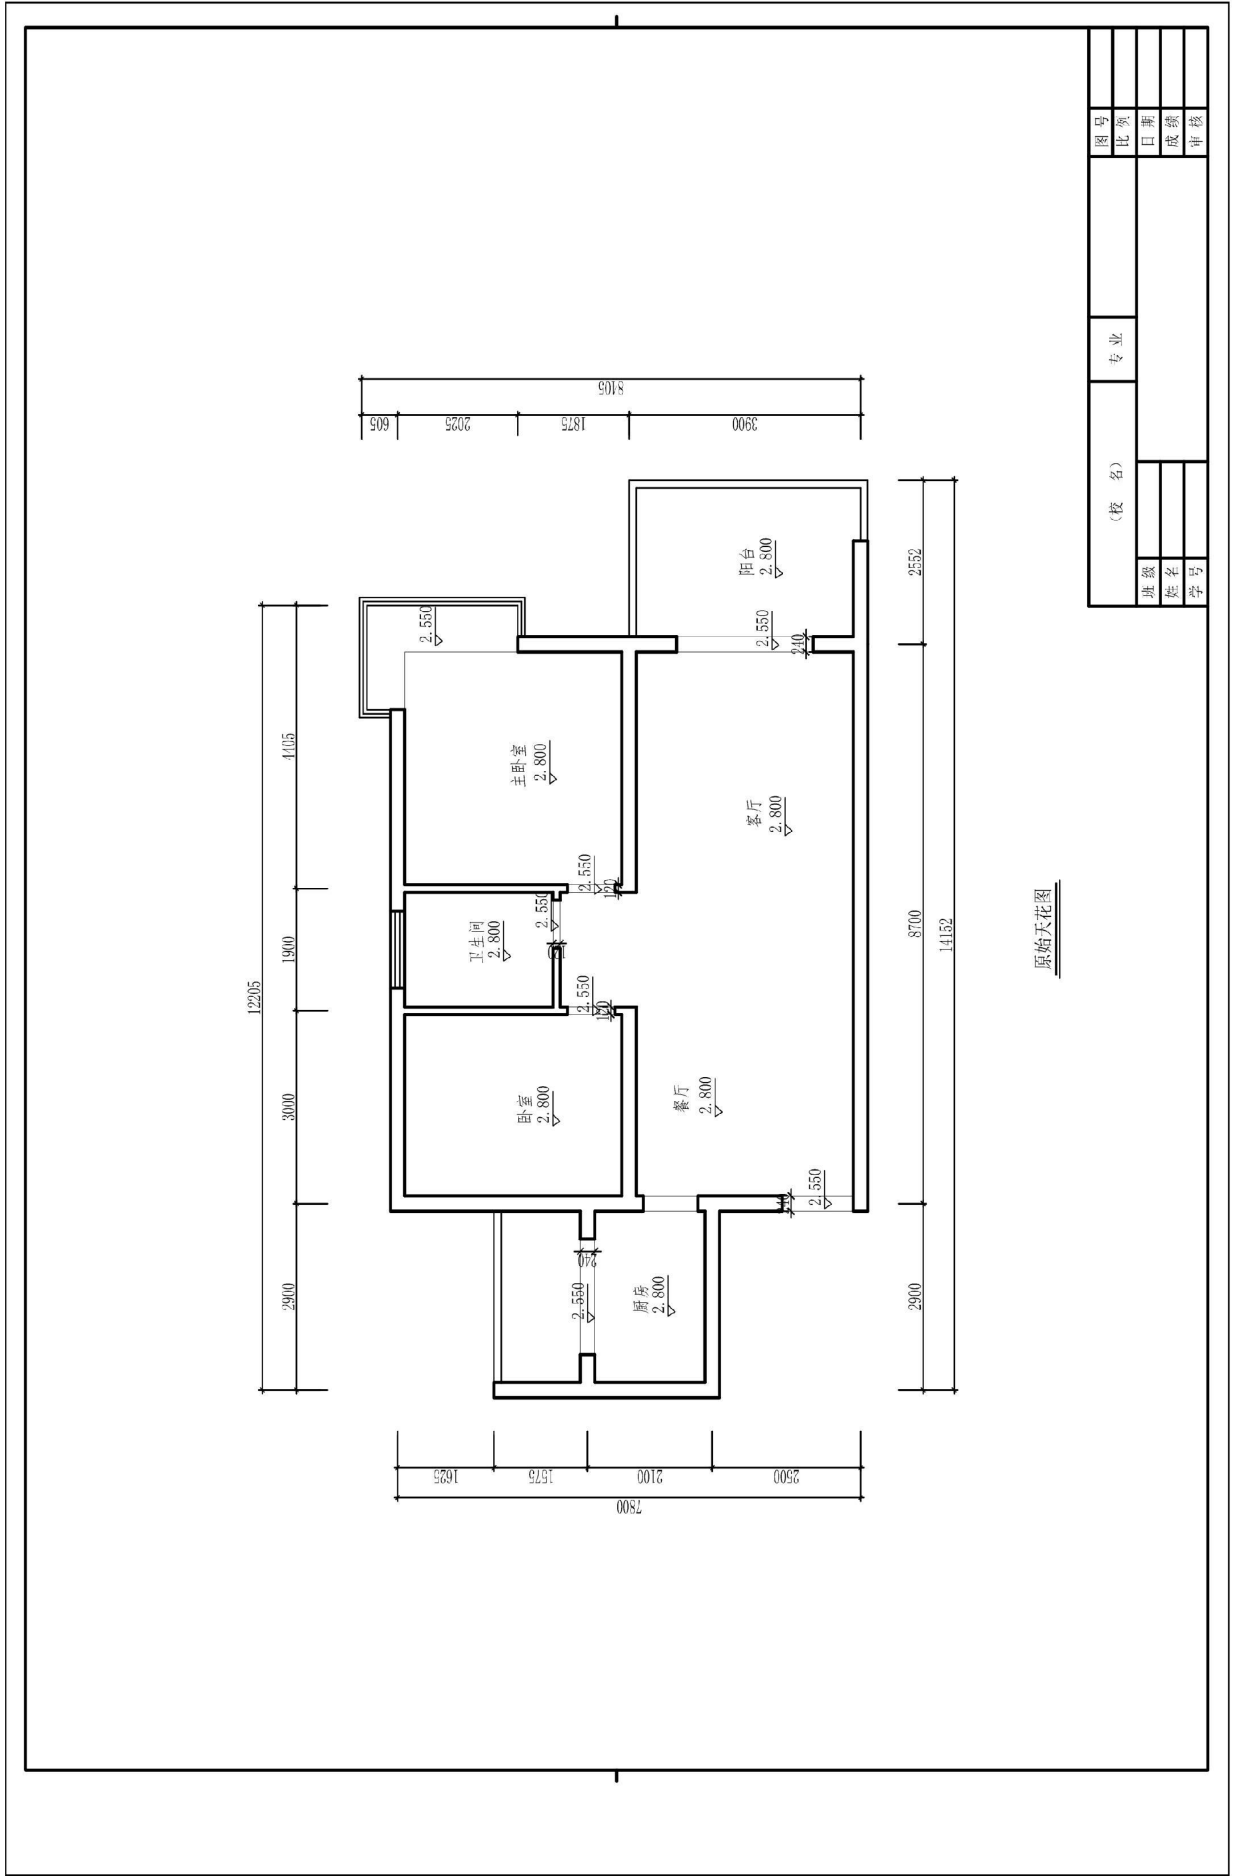 12205
2900
3000
1900
4405
7800
1625
1575
2100
2500
8105
605
2025
1875
3900
2.550
主卧室
2.800
卫生间
2.800
卧室
2.800
2.550
120
2.550
120
2.550
120
阳台
2.800
2.550
240
客厅
2.800
餐厅
2.800
2.550
240
240
2.550
厨房
2.800
2900
8700
2552
14152
原始天花图
(校 名)
专 业
图 号
比 例
日 期
成 绩
审 核
班 级
姓 名
学 号